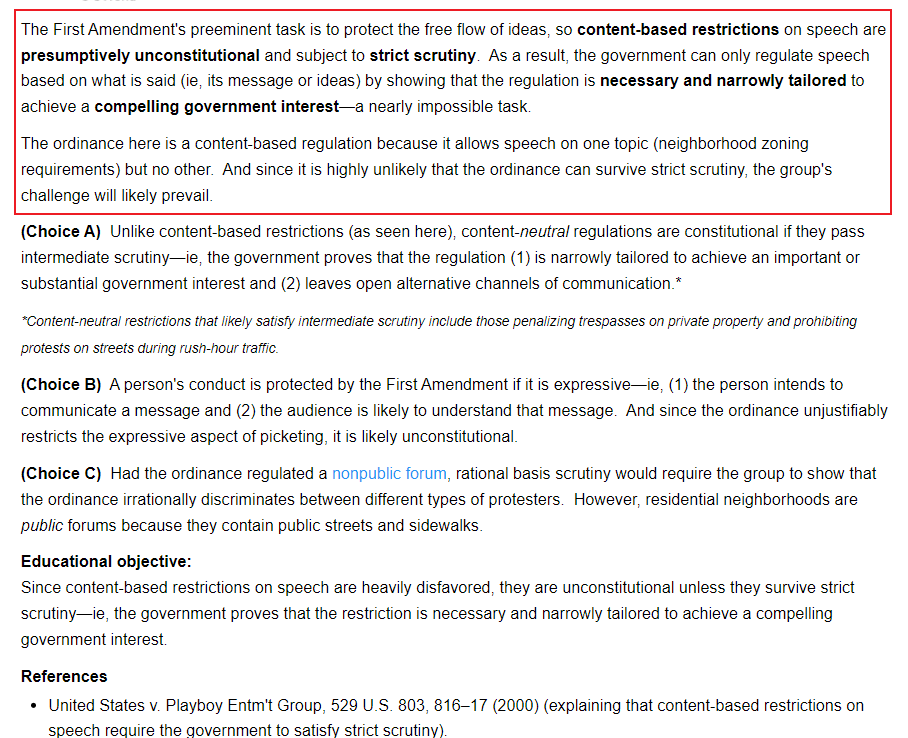 The First Amendment's preeminent task is to protect the free flow of ideas, so content-based restrictions on speech are
presumptively unconstitutional and subject to strict scrutiny.  As a result, the government can only regulate speech
based on what is said (ie, its message or ideas) by showing that the regulation is necessary and narrowly tailored to
achieve a compelling government interest—a nearly impossible task.
The ordinance here is a content-based regulation because it allows speech on one topic (neighborhood zoning
requirements) but no other.  And since it is highly unlikely that the ordinance can survive strict scrutiny, the group's
challenge will likely prevail.
(Choice A)  Unlike content-based restrictions (as seen here), content-neutral regulations are constitutional if they pass
intermediate scrutiny—ie, the government proves that the regulation (1) is narrowly tailored to achieve an important or
substantial government interest and (2) leaves open alternative channels of communication.*
*Content-neutral restrictions that likely satisfy intermediate scrutiny include those penalizing trespasses on private property and prohibiting
protests on streets during rush-hour traffic.
(Choice B)  A person's conduct is protected by the First Amendment if it is expressive—ie, (1) the person intends to
communicate a message and (2) the audience is likely to understand that message.  And since the ordinance unjustifiably
restricts the expressive aspect of picketing, it is likely unconstitutional.
(Choice C)  Had the ordinance regulated a nonpublic forum, rational basis scrutiny would require the group to show that
the ordinance irrationally discriminates between different types of protesters.  However, residential neighborhoods are
public forums because they contain public streets and sidewalks.
Educational objective:
Since content-based restrictions on speech are heavily disfavored, they are unconstitutional unless they survive strict
scrutiny—ie, the government proves that the restriction is necessary and narrowly tailored to achieve a compelling
government interest.
References
• United States v. Playboy Entm't Group, 529 U.S. 803, 816–17 (2000) (explaining that content-based restrictions on
speech require the government to satisfy strict scrutiny).